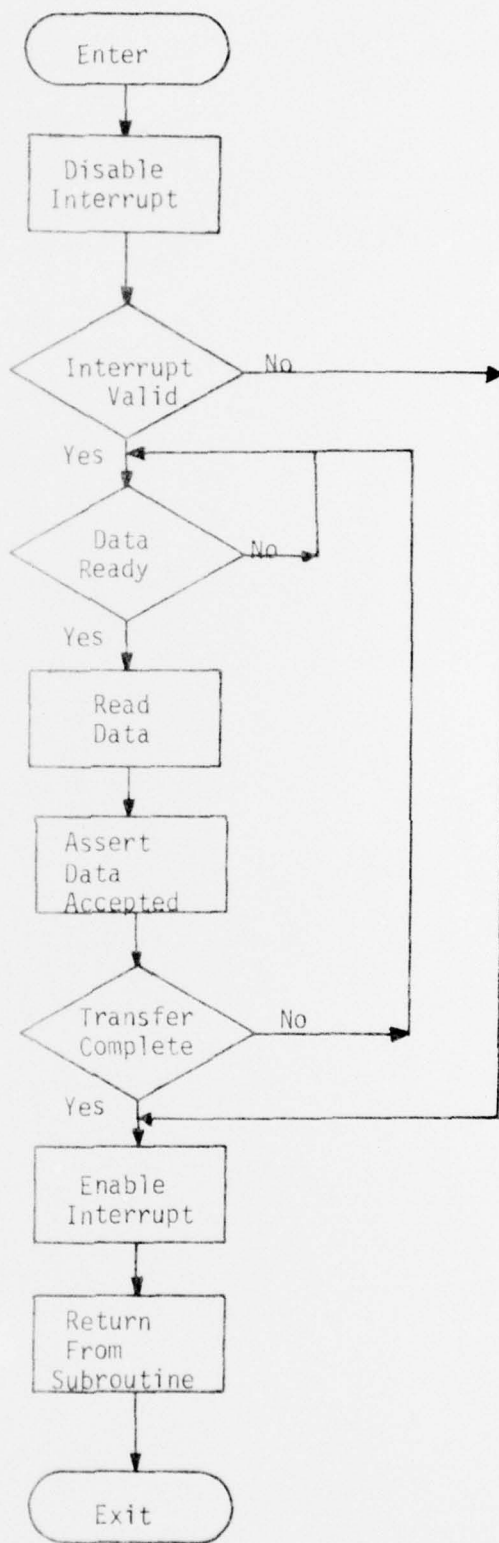 Enter
Disable
Interrupt
Interrupt
Valid
No
Yes
Data
Ready
No
Yes
Read
Data
Assert
Data
Accepted
Transfer
Complete
No
Yes
Enable
Interrupt
Return
From
Subroutine
Exit